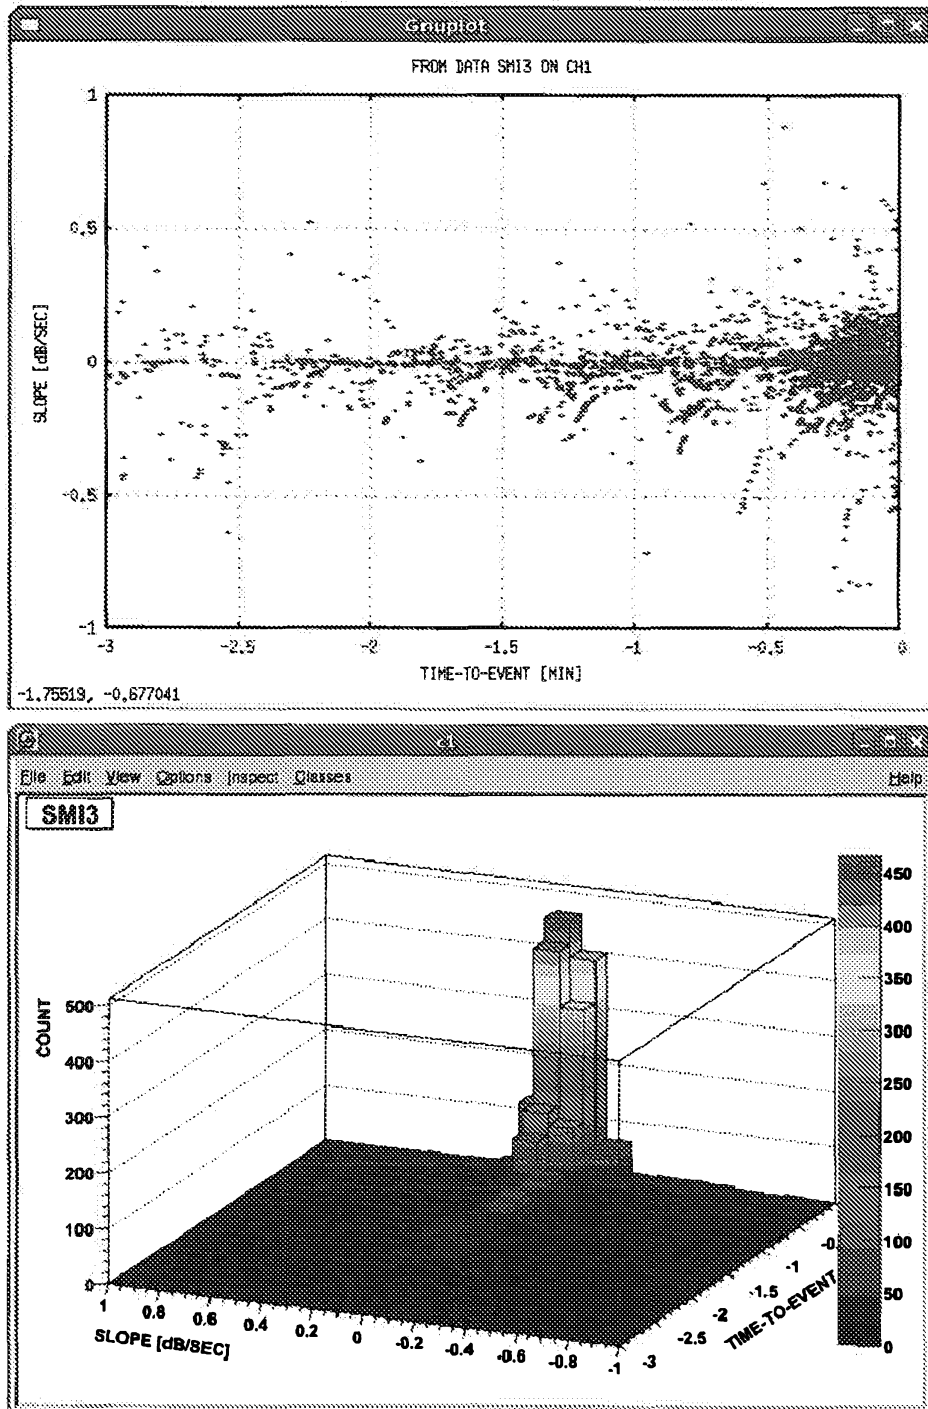 Gnuplot
FROM DATA SMI3 ON CH1
1
0.5
0
-0.5
-1
SLOPE [dB/SEC]
-3 -2.5 -2 -1.5 -1 -0.5 0
TIME-TO-EVENT [MIN]
-1.75519, -0.677041
c1
File Edit View Options Inspect Classes Help
SMI3
COUNT
500
400
300
200
100
0
1 0.8 0.6 0.4 0.2 0 -0.2 -0.4 -0.6 -0.8 -1
SLOPE [dB/SEC]
-3 -2.5 -2 -1.5 -1 -0.
TIME-TO-EVENT
450
400
350
300
250
200
150
100
50
0